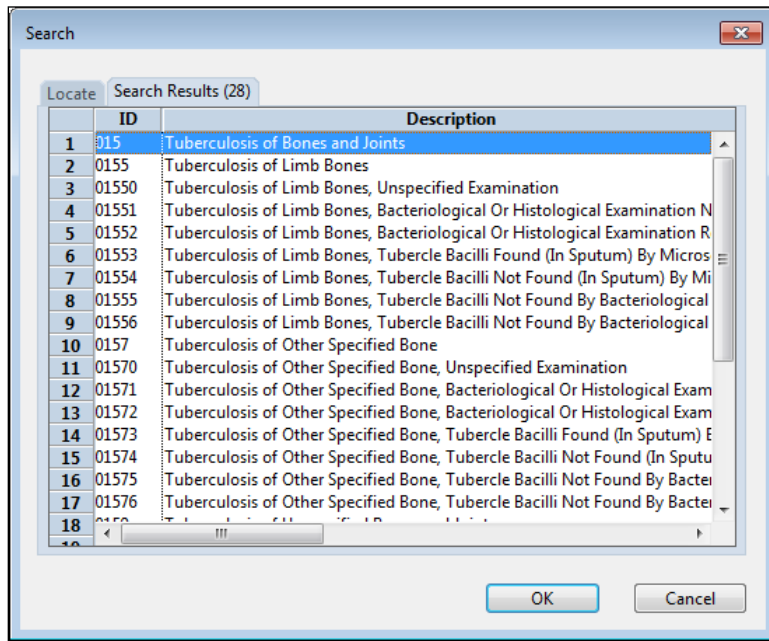 Search
Locate Search Results (28)
ID Description
1 015 Tuberculosis of Bones and Joints
2 0155 Tuberculosis of Limb Bones
3 01550 Tuberculosis of Limb Bones, Unspecified Examination
4 01551 Tuberculosis of Limb Bones, Bacteriological Or Histological Examination N
5 01552 Tuberculosis of Limb Bones, Bacteriological Or Histological Examination R
6 01553 Tuberculosis of Limb Bones, Tubercle Bacilli Found (In Sputum) By Micros
7 01554 Tuberculosis of Limb Bones, Tubercle Bacilli Not Found (In Sputum) By Mi
8 01555 Tuberculosis of Limb Bones, Tubercle Bacilli Not Found By Bacteriological
9 01556 Tuberculosis of Limb Bones, Tubercle Bacilli Not Found By Bacteriological
10 0157 Tuberculosis of Other Specified Bone
11 01570 Tuberculosis of Other Specified Bone, Unspecified Examination
12 01571 Tuberculosis of Other Specified Bone, Bacteriological Or Histological Exam
13 01572 Tuberculosis of Other Specified Bone, Bacteriological Or Histological Exam
14 01573 Tuberculosis of Other Specified Bone, Tubercle Bacilli Found (In Sputum) B
15 01574 Tuberculosis of Other Specified Bone, Tubercle Bacilli Not Found (In Sputu
16 01575 Tuberculosis of Other Specified Bone, Tubercle Bacilli Not Found By Bacter
17 01576 Tuberculosis of Other Specified Bone, Tubercle Bacilli Not Found By Bacter
18
OK Cancel